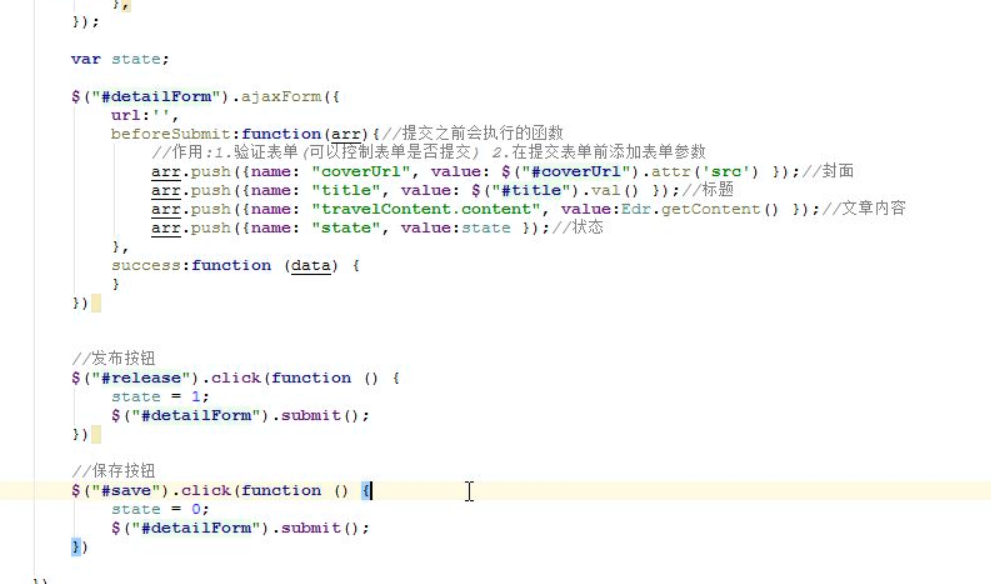 },
});
var state;
$("#detailForm").ajaxForm({
url:'',
beforeSubmit:function(arr){//提交之前会执行的函数
//作用:1.验证表单(可以控制表单是否提交) 2.在提交表单前添加表单参数
arr.push({name: "coverUrl", value: $("#coverUrl").attr('src') });//封面
arr.push({name: "title", value: $("#title").val() });//标题
arr.push({name: "travelContent.content", value:Edr.getContent() });//文章内容
arr.push({name: "state", value:state });//状态
},
success:function (data) {
}
})
//发布按钮
$("#release").click(function () {
state = 1;
$("#detailForm").submit();
})
//保存按钮
$("#save").click(function () {
state = 0;
$("#detailForm").submit();
})